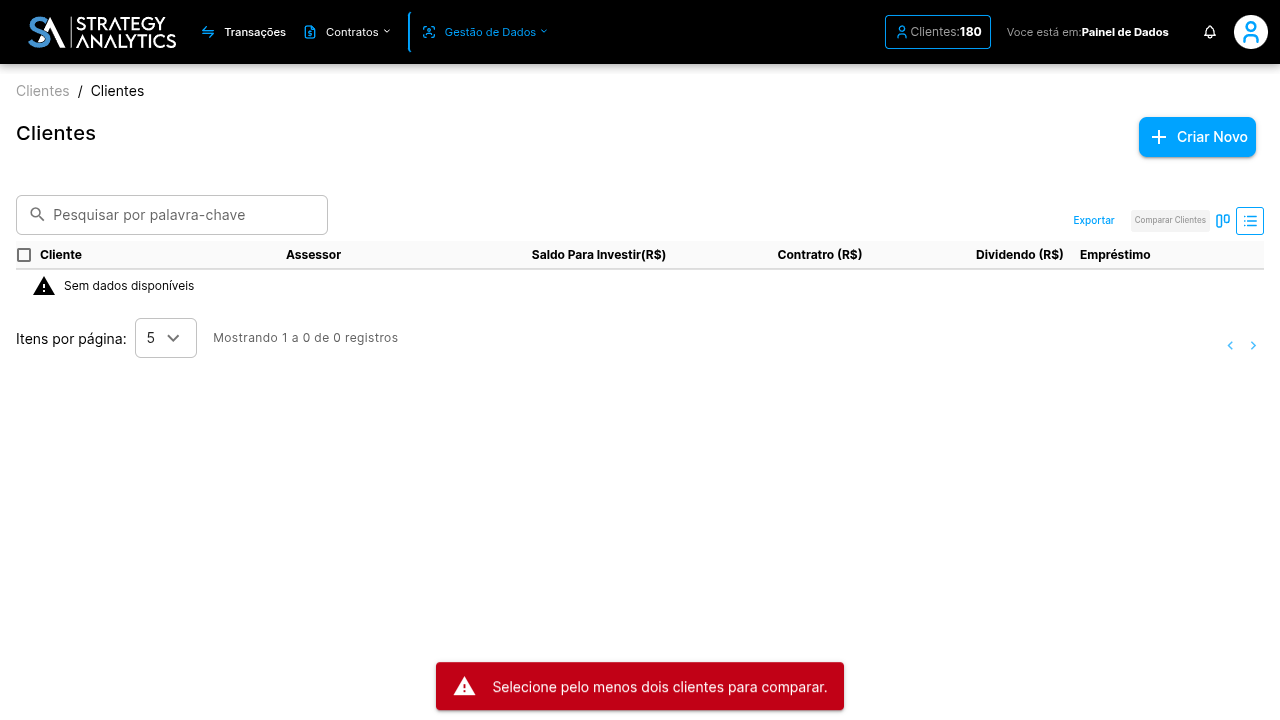 STRATEGY ANALYTICS
Transações
Contratos
Gestão de Dados
Clientes:180
Voce está em:Painel de Dados
Clientes / Clientes
Clientes
Criar Novo
Pesquisar por palavra-chave
Exportar
Comparar Clientes
Cliente
Assessor
Saldo Para Investir(R$)
Contratro (R$)
Dividendo (R$)
Empréstimo
Sem dados disponíveis
Itens por página:
5
Mostrando 1 a 0 de 0 registros
Selecione pelo menos dois clientes para comparar.